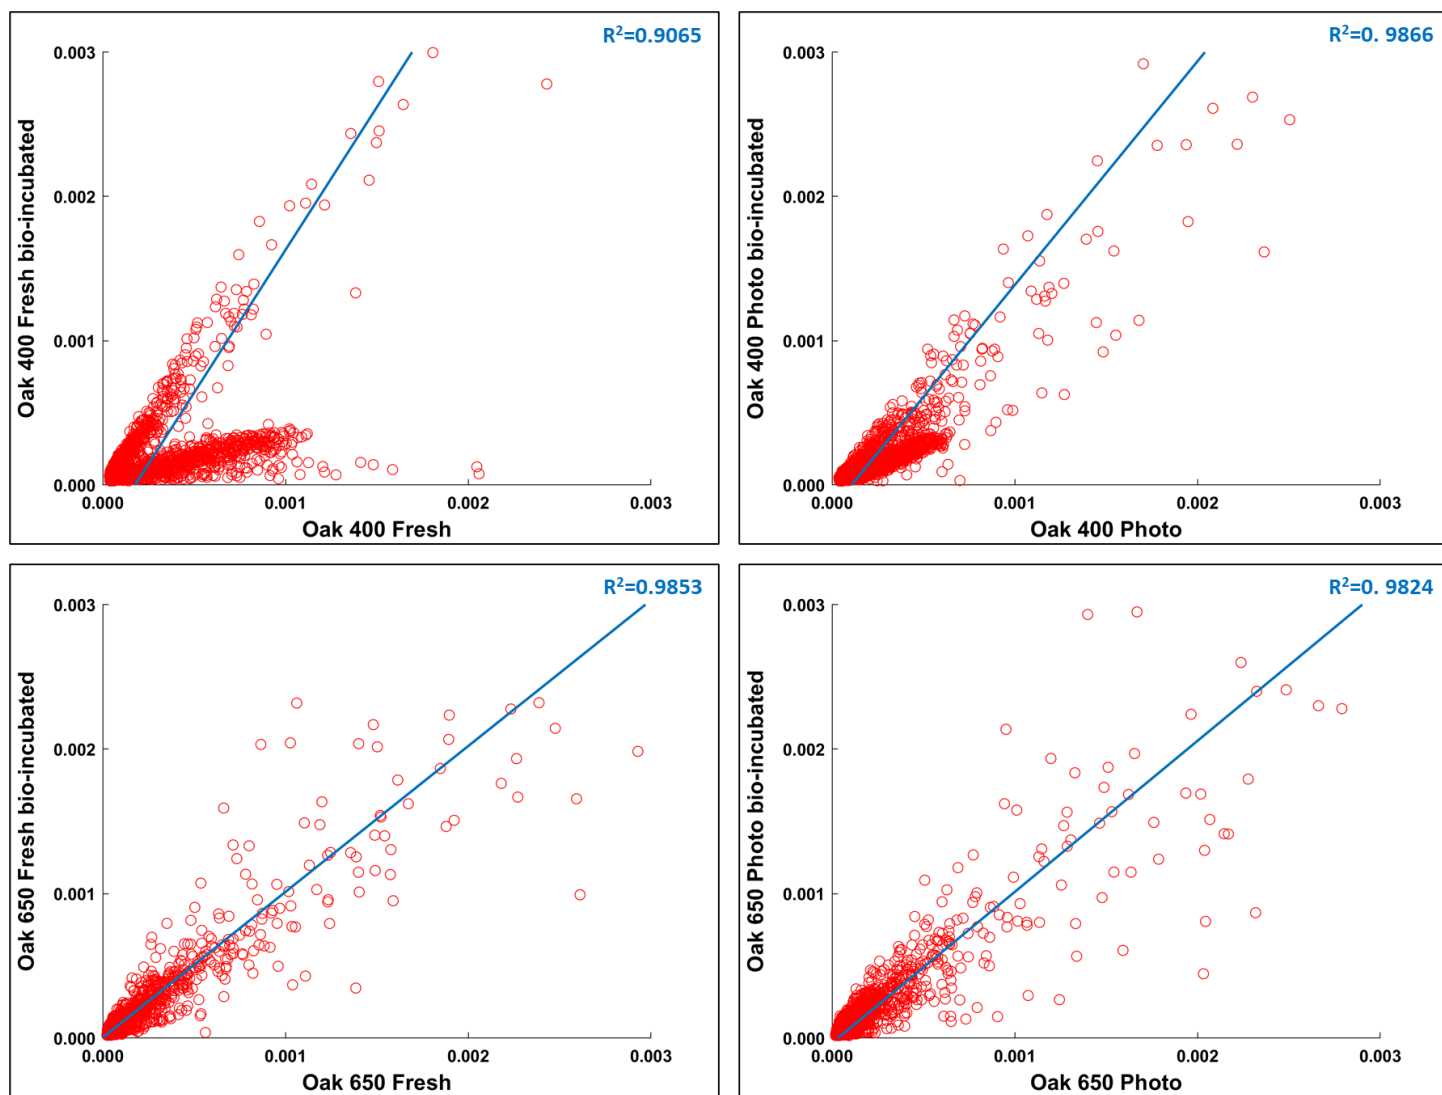 R²=0.9065
0.003
0.002
0.001
0.000
Oak 400 Fresh bio-incubated
0.000 0.001 0.002 0.003
Oak 400 Fresh
R²=0. 9866
0.003
0.002
0.001
0.000
Oak 400 Photo bio-incubated
0.000 0.001 0.002 0.003
Oak 400 Photo
R²=0.9853
0.003
0.002
0.001
0.000
Oak 650 Fresh bio-incubated
0.000 0.001 0.002 0.003
Oak 650 Fresh
R²=0. 9824
0.003
0.002
0.001
0.000
Oak 650 Photo bio-incubated
0.000 0.001 0.002 0.003
Oak 650 Photo